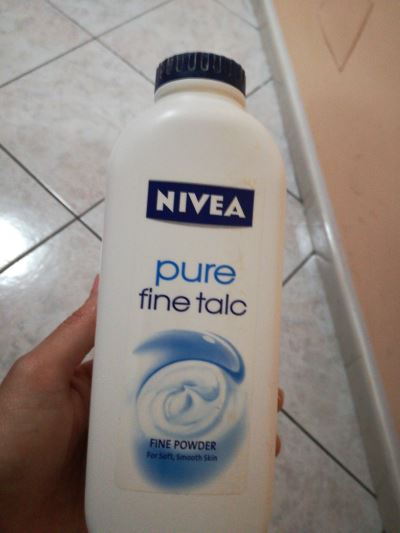 NIVEA
pure
fine talc
FINE POWDER
For Soft, Smooth Skin